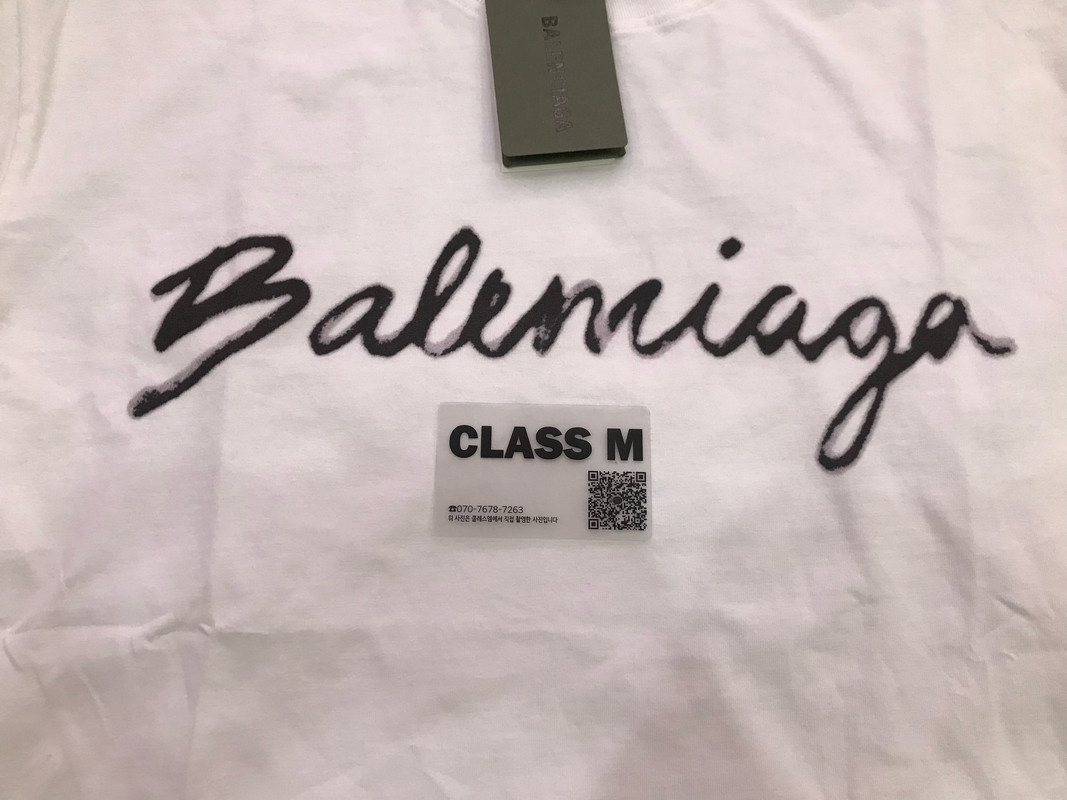 BALENCIAGA
Balenciaga
CLASS M
☎070-7678-7263
위 사진은 클래스엠에서 직접 촬영한 사진입니다